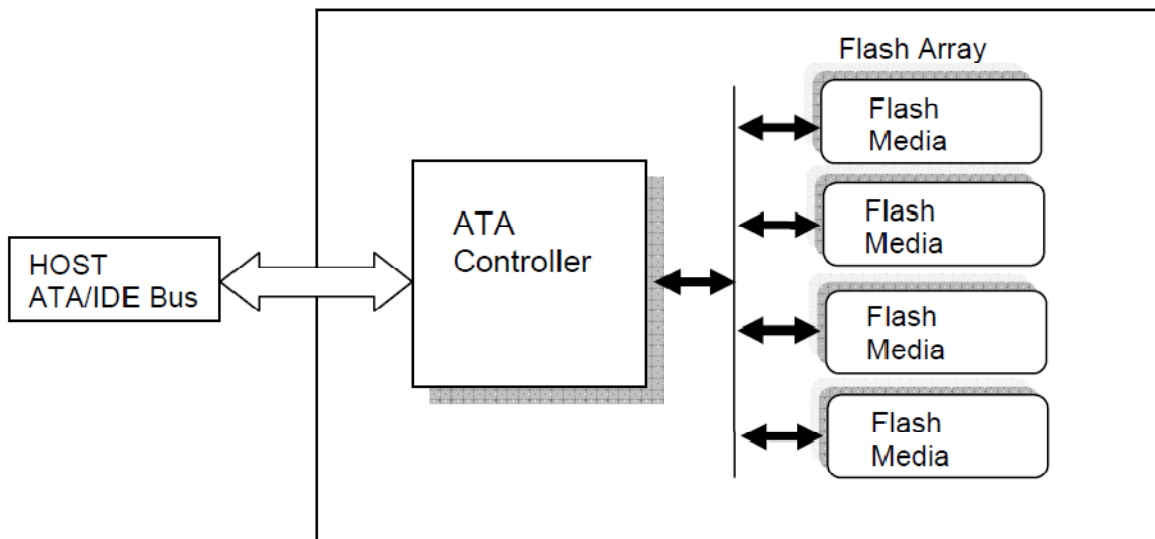 Flash Array
Flash
Media
Flash
Media
ATA
Controller
HOST
ATA/IDE Bus
Flash
Media
Flash
Media